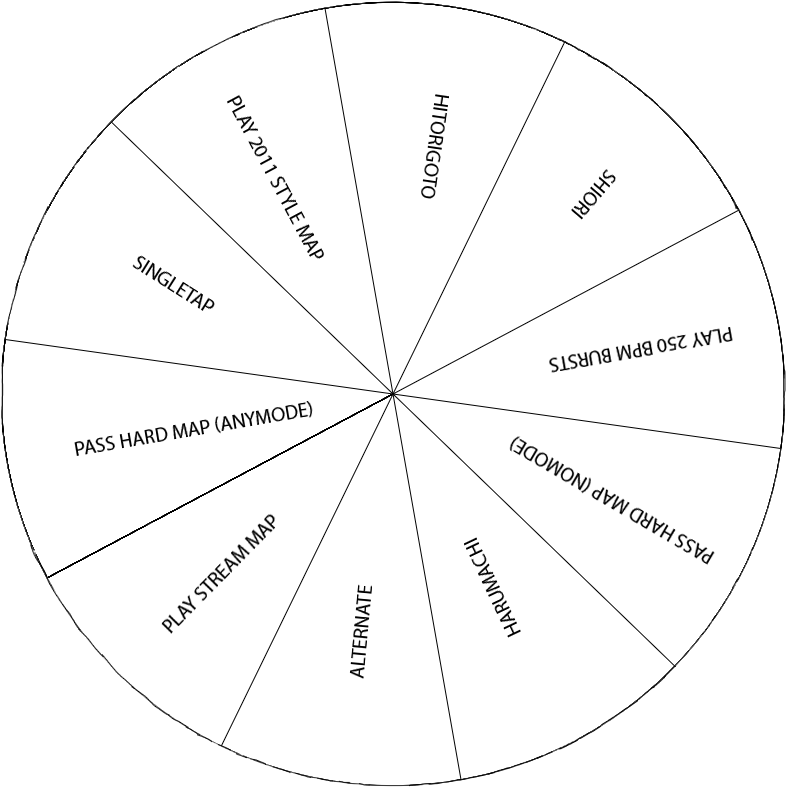 HITORIGOTO
SHIORI
PLAY 250 BPM BURSTS
PASS HARD MAP (NOMODE)
HARUMACHI
ALTERNATE
PLAY STREAM MAP
PASS HARD MAP (ANYMODE)
SINGLETAP
PLAY 2011 STYLE MAP